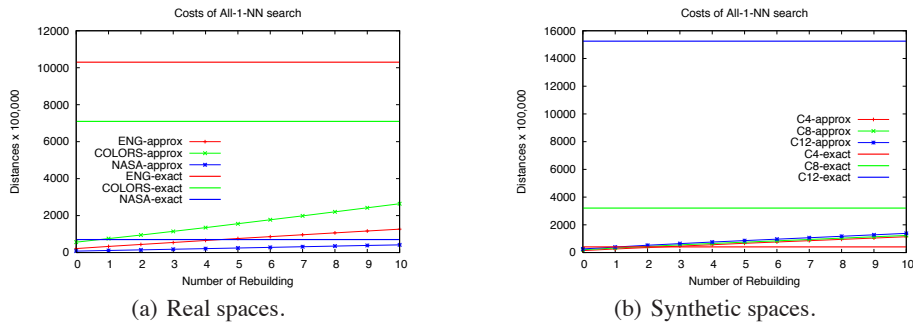 Costs of All-1-NN search
12000
10000
8000
6000
4000
2000
0
Distances x 100,000
ENG-approx
COLORS-approx
NASA-approx
ENG-exact
COLORS-exact
NASA-exact
0 1 2 3 4 5 6 7 8 9 10
Number of Rebuilding
(a) Real spaces.
Costs of All-1-NN search
16000
14000
12000
10000
8000
6000
4000
2000
0
Distances x 100,000
C4-approx
C8-approx
C12-approx
C4-exact
C8-exact
C12-exact
0 1 2 3 4 5 6 7 8 9 10
Number of Rebuilding
(b) Synthetic spaces.